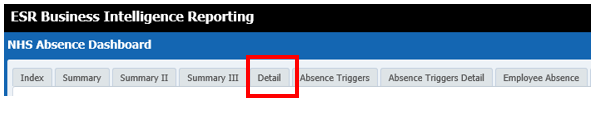 ESR Business Intelligence Reporting
NHS Absence Dashboard
Index Summary Summary II Summary III Detail Absence Triggers Absence Triggers Detail Employee Absence